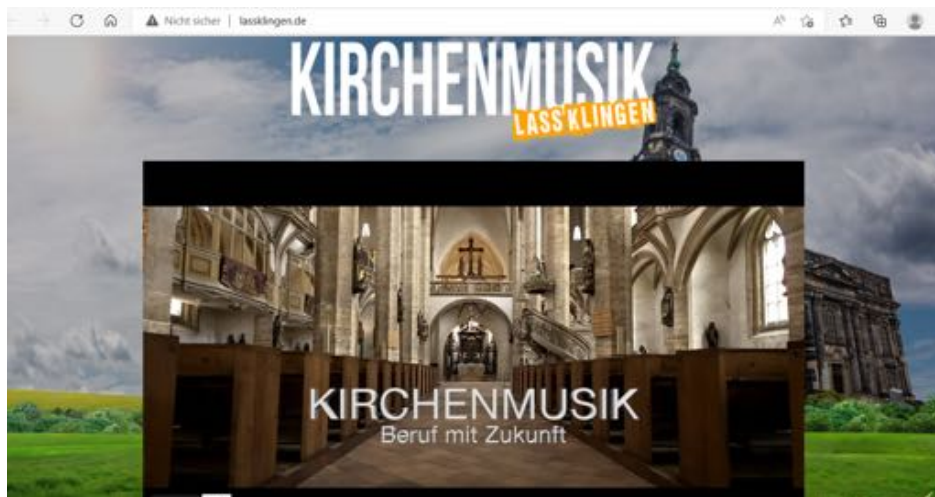 Nicht sicher | lassklingen.de
KIRCHENMUSIK
LASS KLINGEN
KIRCHENMUSIK
Beruf mit Zukunft